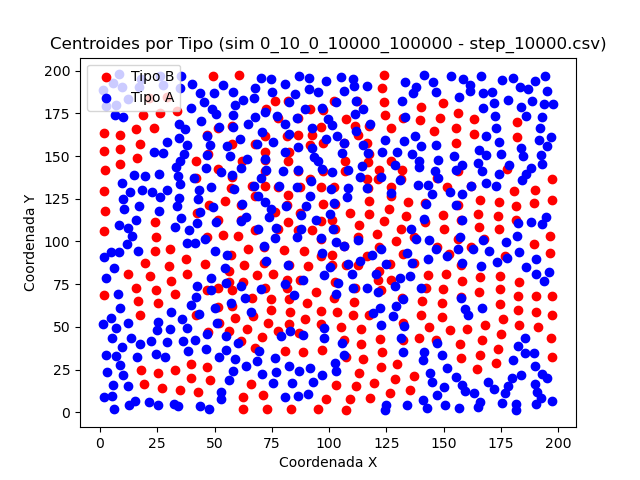 Centroides por Tipo (sim 0_10_0_10000_100000 - step_10000.csv)
Tipo B
Tipo A
200
175
150
125
100
75
50
25
0
Coordenada Y
0 25 50 75 100 125 150 175 200
Coordenada X